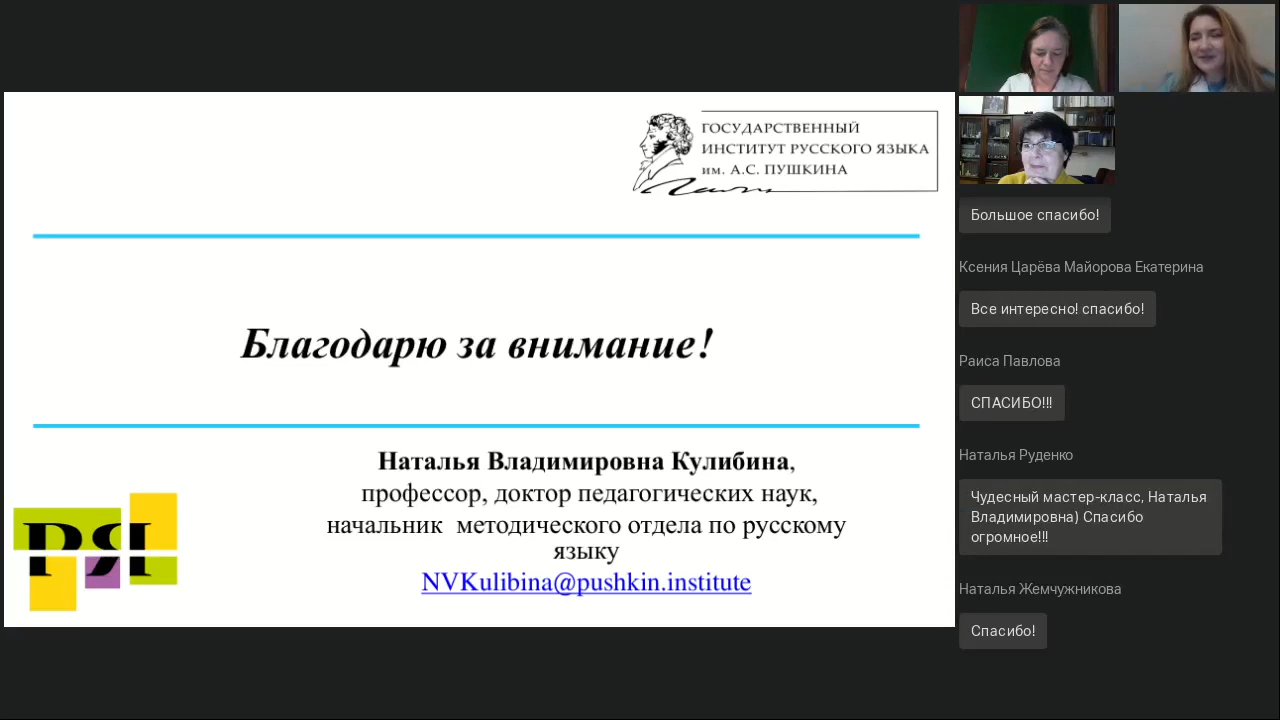 ГОСУДАРСТВЕННЫЙ
ИНСТИТУТ РУССКОГО ЯЗЫКА
им. А.С. ПУШКИНА
Благодарю за внимание!
Наталья Владимировна Кулибина,
профессор, доктор педагогических наук,
начальник методического отдела по русскому
языку
NVKulibina@pushkin.institute
РЯ
Большое спасибо!
Ксения Царёва Майорова Екатерина
Все интересно! спасибо!
Раиса Павлова
СПАСИБО!!!
Наталья Руденко
Чудесный мастер-класс, Наталья
Владимировна) Спасибо
огромное!!!
Наталья Жемчужникова
Спасибо!